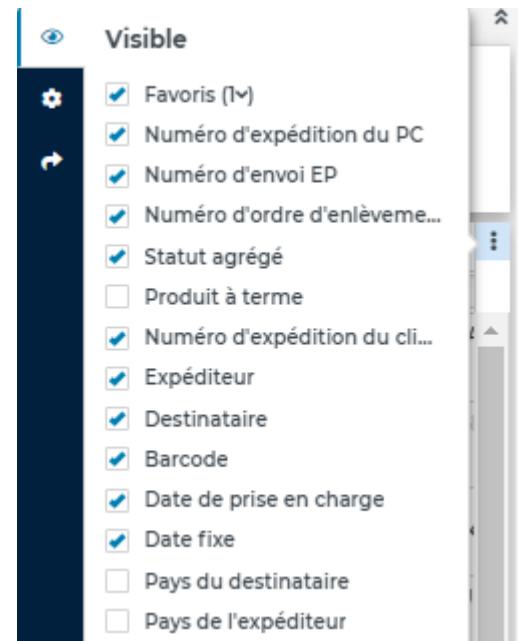 Visible
Favoris (1)
Numéro d'expédition du PC
Numéro d'envoi EP
Numéro d'ordre d'enlèveme...
Statut agrégé
Produit à terme
Numéro d'expédition du cli...
Expéditeur
Destinataire
Barcode
Date de prise en charge
Date fixe
Pays du destinataire
Pays de l'expéditeur